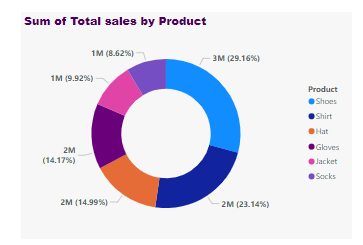 Sum of Total sales by Product
1M (8.62%)
3M (29.16%)
1M (9.92%)
Product
Shoes
Shirt
Hat
Gloves
Jacket
Socks
2M
(14.17%)
2M (14.99%)
2M (23.14%)